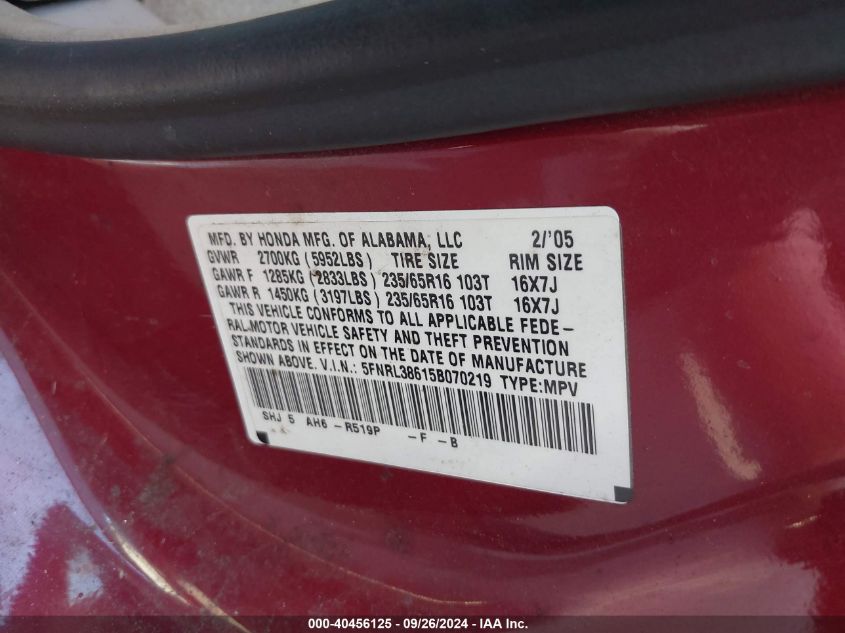 MFD. BY HONDA MFG. OF ALABAMA, LLC 2/'05
GVWR 2700KG (5952LBS) TIRE SIZE RIM SIZE
GAWR F 1285KG (2833LBS) 235/65R16 103T 16X7J
GAWR R 1450KG (3197LBS) 235/65R16 103T 16X7J
THIS VEHICLE CONFORMS TO ALL APPLICABLE FEDE-
RAL MOTOR VEHICLE SAFETY AND THEFT PREVENTION
STANDARDS IN EFFECT ON THE DATE OF MANUFACTURE
SHOWN ABOVE. V.I.N.: 5FNRL38615B070219 TYPE:MPV
SHJ 5 AH6 - R519P - F - B
000-40456125 - 09/26/2024 - IAA Inc.